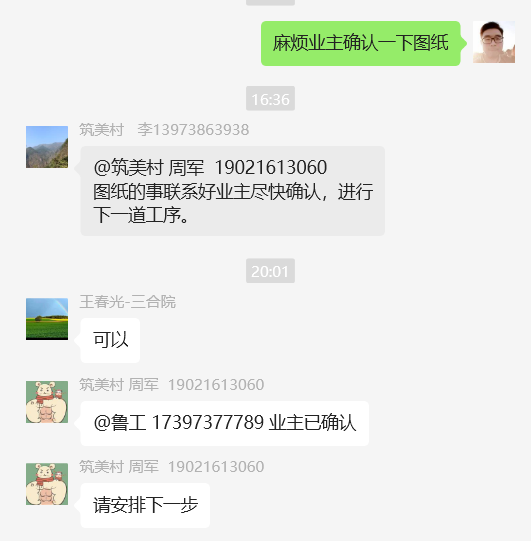 麻烦业主确认一下图纸
16:36
筑美村 李13973863938
@筑美村 周军 19021613060
图纸的事联系好业主尽快确认，进行
下一道工序。
20:01
王春光-三合院
可以
筑美村 周军 19021613060
@鲁工 17397377789 业主已确认
筑美村 周军 19021613060
请安排下一步